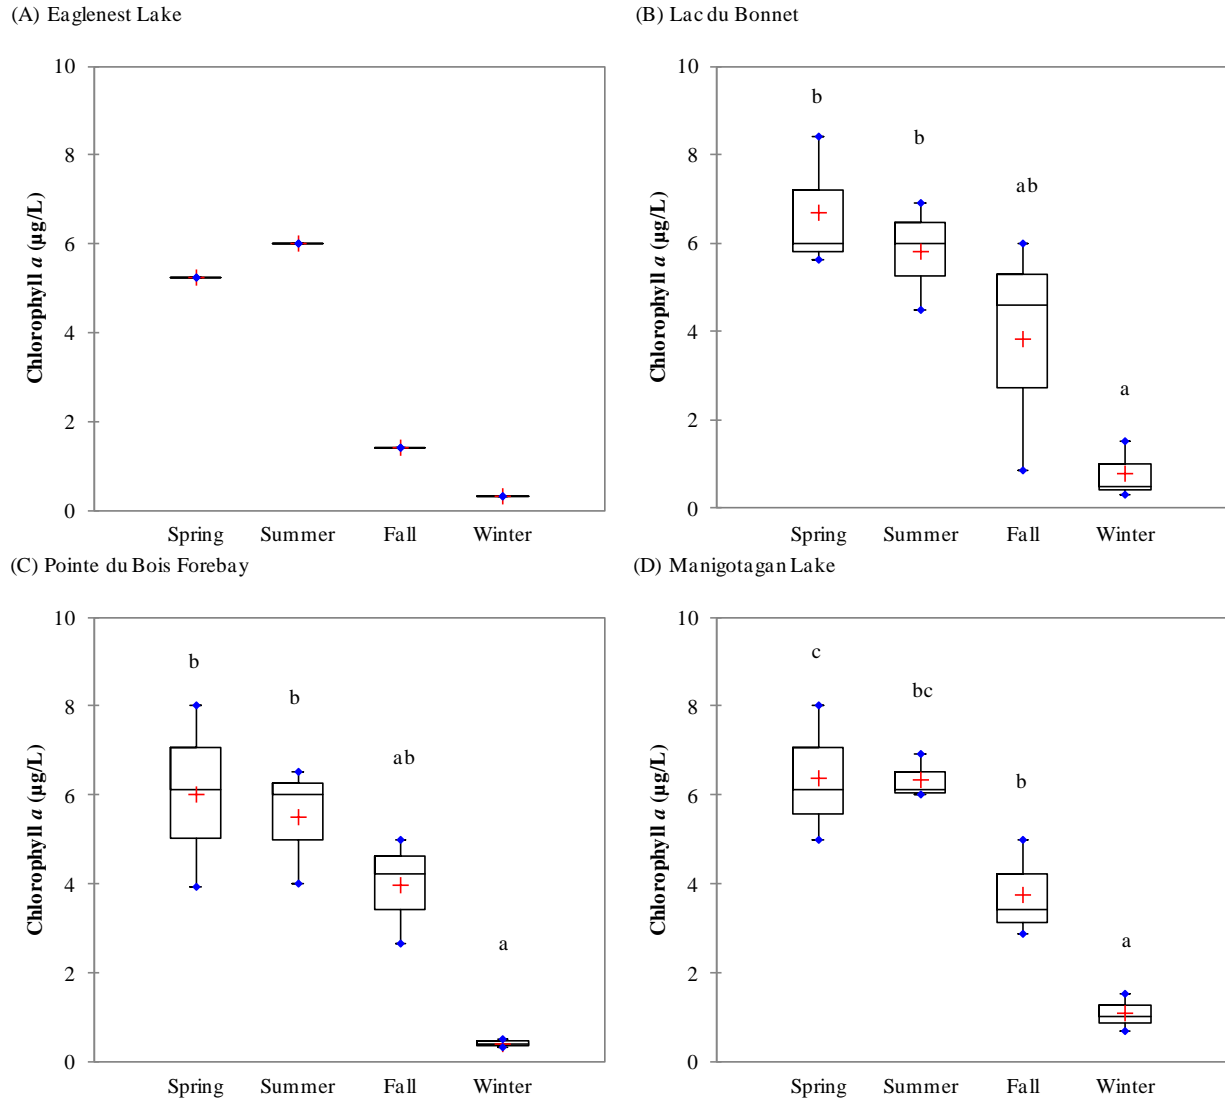 (A) Eaglenest Lake
10
8
6
4
2
0
Chlorophyll a (µg/L)
Spring Summer Fall Winter
(B) Lac du Bonnet
10
8
6
4
2
0
Chlorophyll a (µg/L)
b
b
ab
a
Spring Summer Fall Winter
(C) Pointe du Bois Forebay
10
8
6
4
2
0
Chlorophyll a (µg/L)
b
b
ab
a
Spring Summer Fall Winter
(D) Manigotagan Lake
10
8
6
4
2
0
Chlorophyll a (µg/L)
c
bc
b
a
Spring Summer Fall Winter